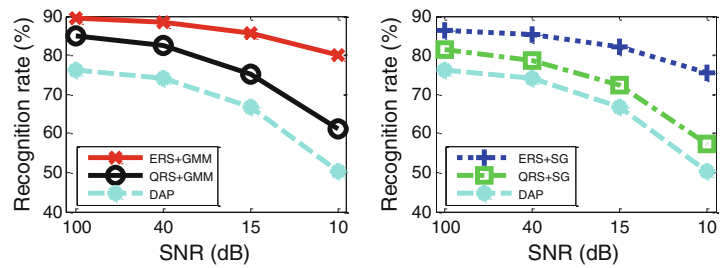 Recognition rate (%)
90
80
70
60
50
40
ERS+GMM
QRS+GMM
DAP
100
40
15
10
SNR (dB)
Recognition rate (%)
90
80
70
60
50
40
ERS+SG
QRS+SG
DAP
100
40
15
10
SNR (dB)